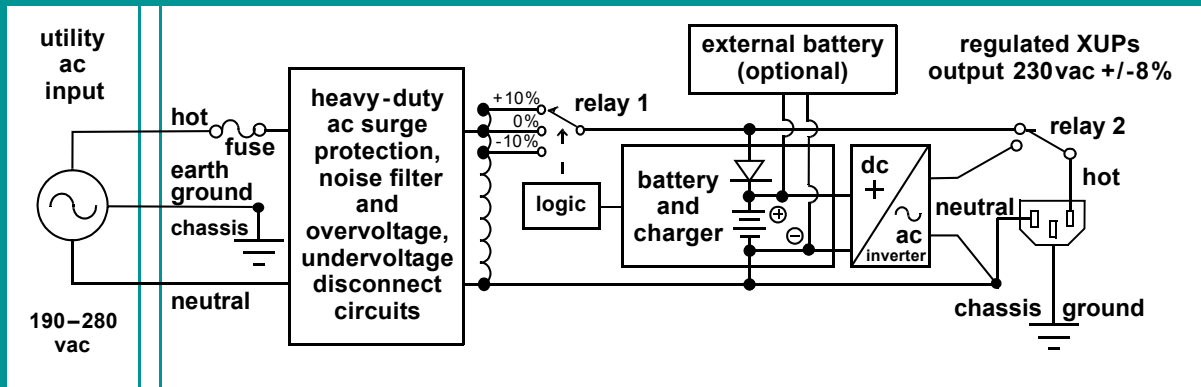 utility
ac
input
hot
fuse
earth
ground
chassis
neutral
190–280
vac
heavy-duty
ac surge
protection,
noise filter
and
overvoltage,
undervoltage
disconnect
circuits
+10%
0%
-10%
relay 1
logic
external battery
(optional)
battery
and
charger
+
−
dc
+
ac
inverter
regulated XUPs
output 230vac +/-8%
relay 2
hot
neutral
chassis ground